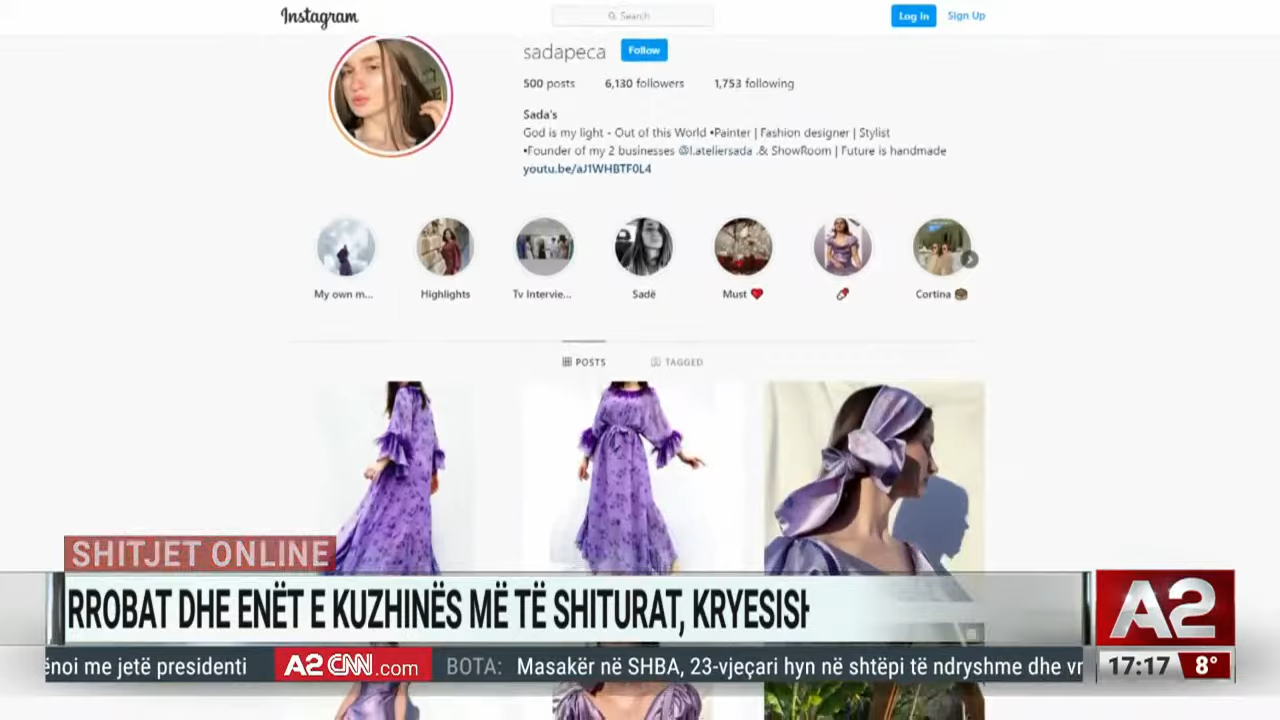 Instagram
Search
Log In
Sign Up
sadapeca
Follow
500 posts
6,130 followers
1,753 following
Sada's
God is my light - Out of this World •Painter | Fashion designer | Stylist
•Founder of my 2 businesses @l.ateliersada .& ShowRoom | Future is handmade
youtu.be/aJ1WHBTF0L4
My own m...
Highlights
Tv Intervie...
Sadë
Must ❤️
Cortina
POSTS
TAGGED
SHITJET ONLINE
RROBAT DHE ENËT E KUZHINËS MË TË SHITURAT, KRYESISH
A2
ënoi me jetë presidenti
A2 CNN.com
BOTA: Masakër në SHBA, 23-vjeçari hyn në shtëpi të ndryshme dhe vr
17:17
8°